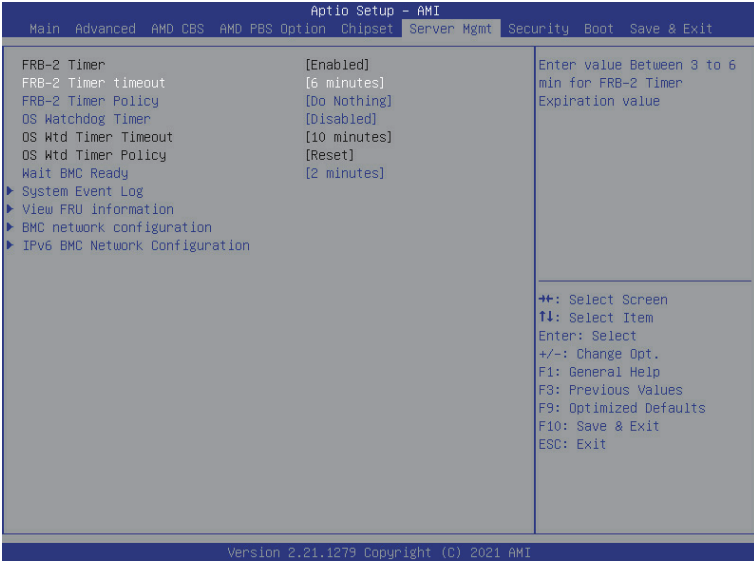 Aptio Setup – AMI
Main Advanced AMD CBS AMD PBS Option Chipset Server Mgmt Security Boot Save & Exit
FRB-2 Timer [Enabled]
FRB-2 Timer timeout [6 minutes]
FRB-2 Timer Policy [Do Nothing]
OS Watchdog Timer [Disabled]
OS Wtd Timer Timeout [10 minutes]
OS Wtd Timer Policy [Reset]
Wait BMC Ready [2 minutes]
System Event Log
View FRU information
BMC network configuration
IPv6 BMC Network Configuration
Enter value Between 3 to 6
min for FRB-2 Timer
Expiration value
→←: Select Screen
↑↓: Select Item
Enter: Select
+/-: Change Opt.
F1: General Help
F3: Previous Values
F9: Optimized Defaults
F10: Save & Exit
ESC: Exit
Version 2.21.1279 Copyright (C) 2021 AMI